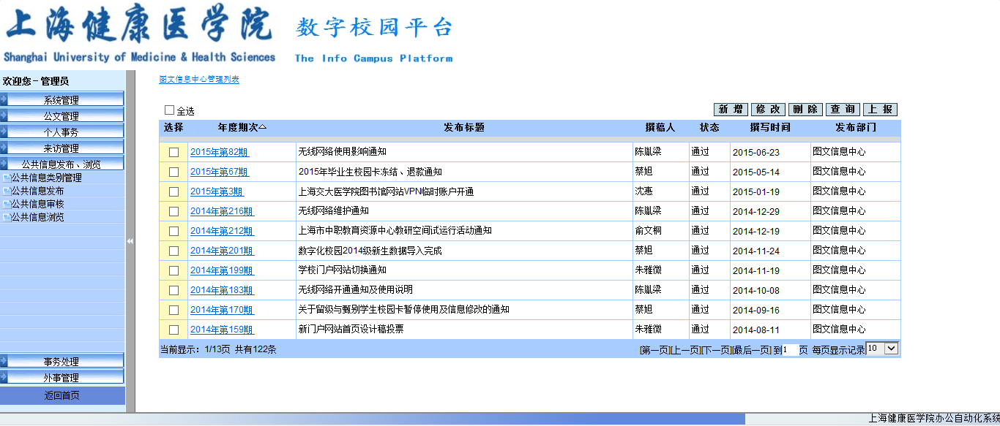 上海健康医学院 数字校园平台
Shanghai University of Medicine & Health Sciences The Info Campus Platform
欢迎您－管理员
系统管理
公文管理
个人事务
来访管理
公共信息发布、浏览
公共信息类别管理
公共信息发布
公共信息审核
公共信息浏览
事务处理
外事管理
返回首页
图文信息中心管理列表
全选 新 增 修 改 删 除 查 询 上 报
选择 年度期次 发布标题 撰稿人 状态 撰写时间 发布部门
2015年第82期 无线网络使用影响通知 陈胤梁 通过 2015-06-23 图文信息中心
2015年第67期 2015年毕业生校园卡冻结、退款通知 蔡旭 通过 2015-05-14 图文信息中心
2015年第3期 上海交大医学院图书馆网站VPN临时账户开通 沈惠 通过 2015-01-19 图文信息中心
2014年第216期 无线网络维护通知 陈胤梁 通过 2014-12-29 图文信息中心
2014年第212期 上海市中职教育资源中心教研空间试运行活动通知 俞文桐 通过 2014-12-19 图文信息中心
2014年第201期 数字化校园2014级新生数据导入完成 蔡旭 通过 2014-11-24 图文信息中心
2014年第199期 学校门户网站切换通知 朱雅微 通过 2014-11-19 图文信息中心
2014年第183期 无线网络开通通知及使用说明 陈胤梁 通过 2014-10-08 图文信息中心
2014年第170期 关于留级与甄别学生校园卡暂停使用及信息修改的通知 蔡旭 通过 2014-09-16 图文信息中心
2014年第159期 新门户网站首页设计稿投票 朱雅微 通过 2014-08-11 图文信息中心
当前显示：1/13页 共有122条 [第一页][上一页][下一页][最后一页] 到1 页 每页显示记录10
上海健康医学院办公自动化系统